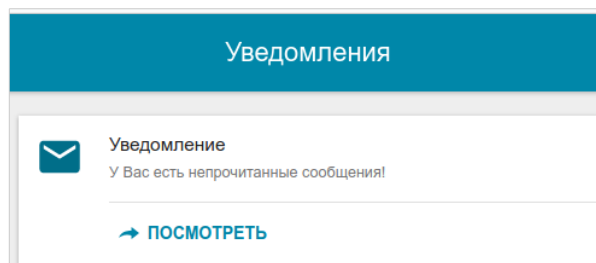 Уведомления
Уведомление
У Вас есть непрочитанные сообщения!
ПОСМОТРЕТЬ